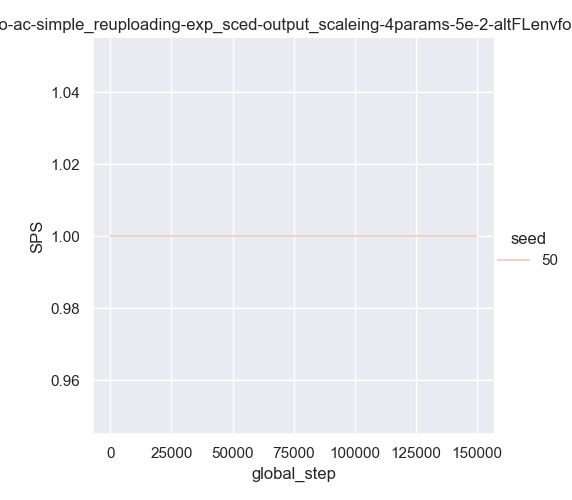 o-ac-simple_reuploading-exp_sced-output_scaleing-4params-5e-2-altFLenvfo
1.04
1.02
1.00
0.98
0.96
SPS
seed
50
0 25000 50000 75000 100000 125000 150000
global_step